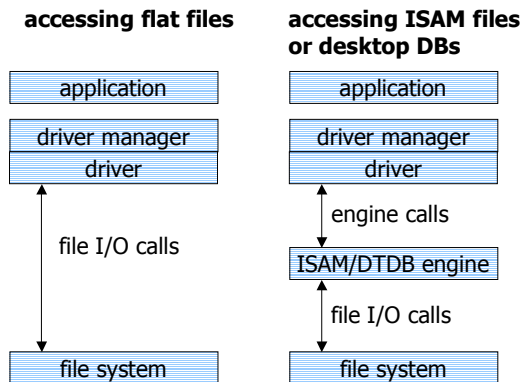 accessing flat files
application
driver manager
driver
file I/O calls
file system
accessing ISAM files
or desktop DBs
application
driver manager
driver
engine calls
ISAM/DTDB engine
file I/O calls
file system